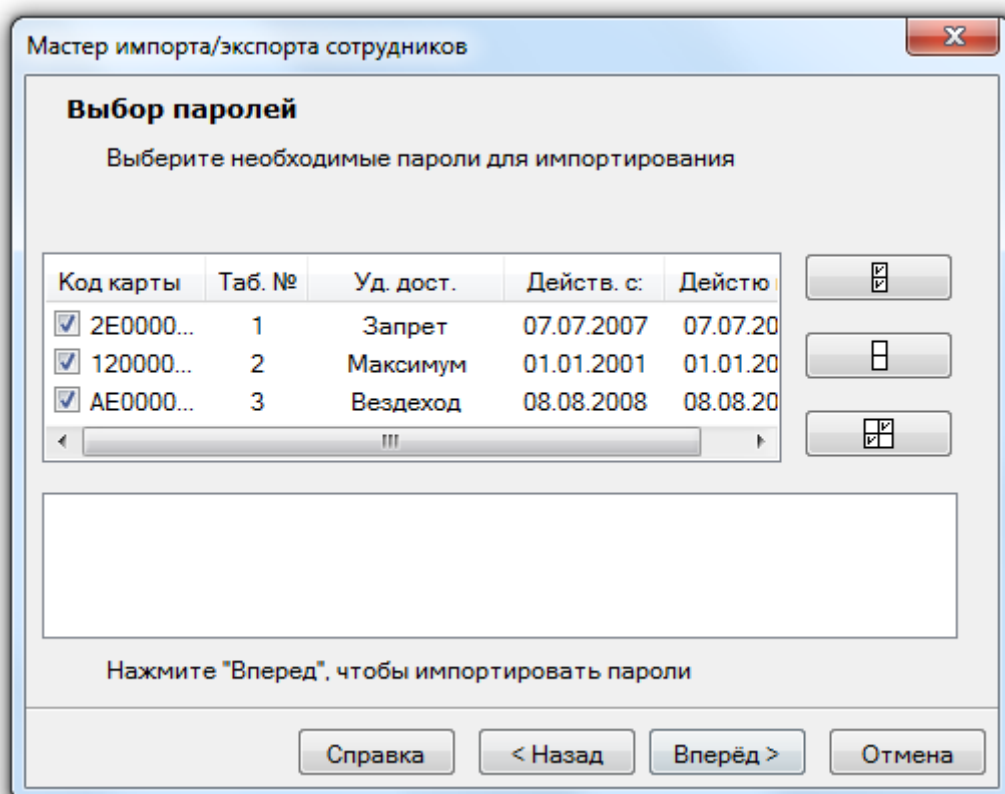 Мастер импорта/экспорта сотрудников
Выбор паролей
Выберите необходимые пароли для импортирования
Код карты Таб. № Уд. дост. Действ. с: Действю
2E0000... 1 Запрет 07.07.2007 07.07.20
120000... 2 Максимум 01.01.2001 01.01.20
AE0000... 3 Вездеход 08.08.2008 08.08.20
Нажмите "Вперед", чтобы импортировать пароли
Справка < Назад Вперёд > Отмена